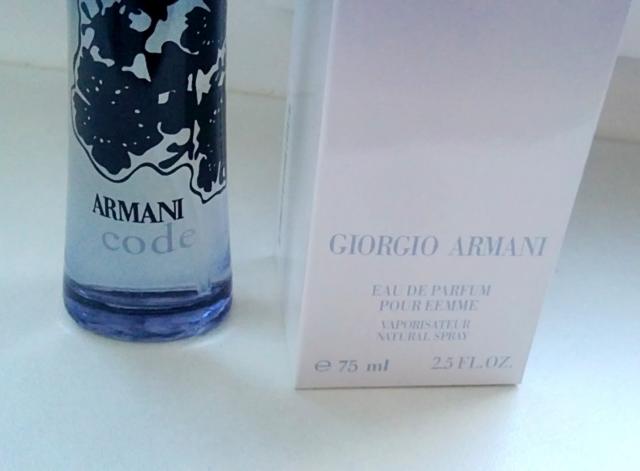 ARMANI
code
GIORGIO ARMANI
EAU DE PARFUM
POUR FEMME
VAPORISATEUR
NATURAL SPRAY
℮ 75 ml 2.5 FL.OZ.